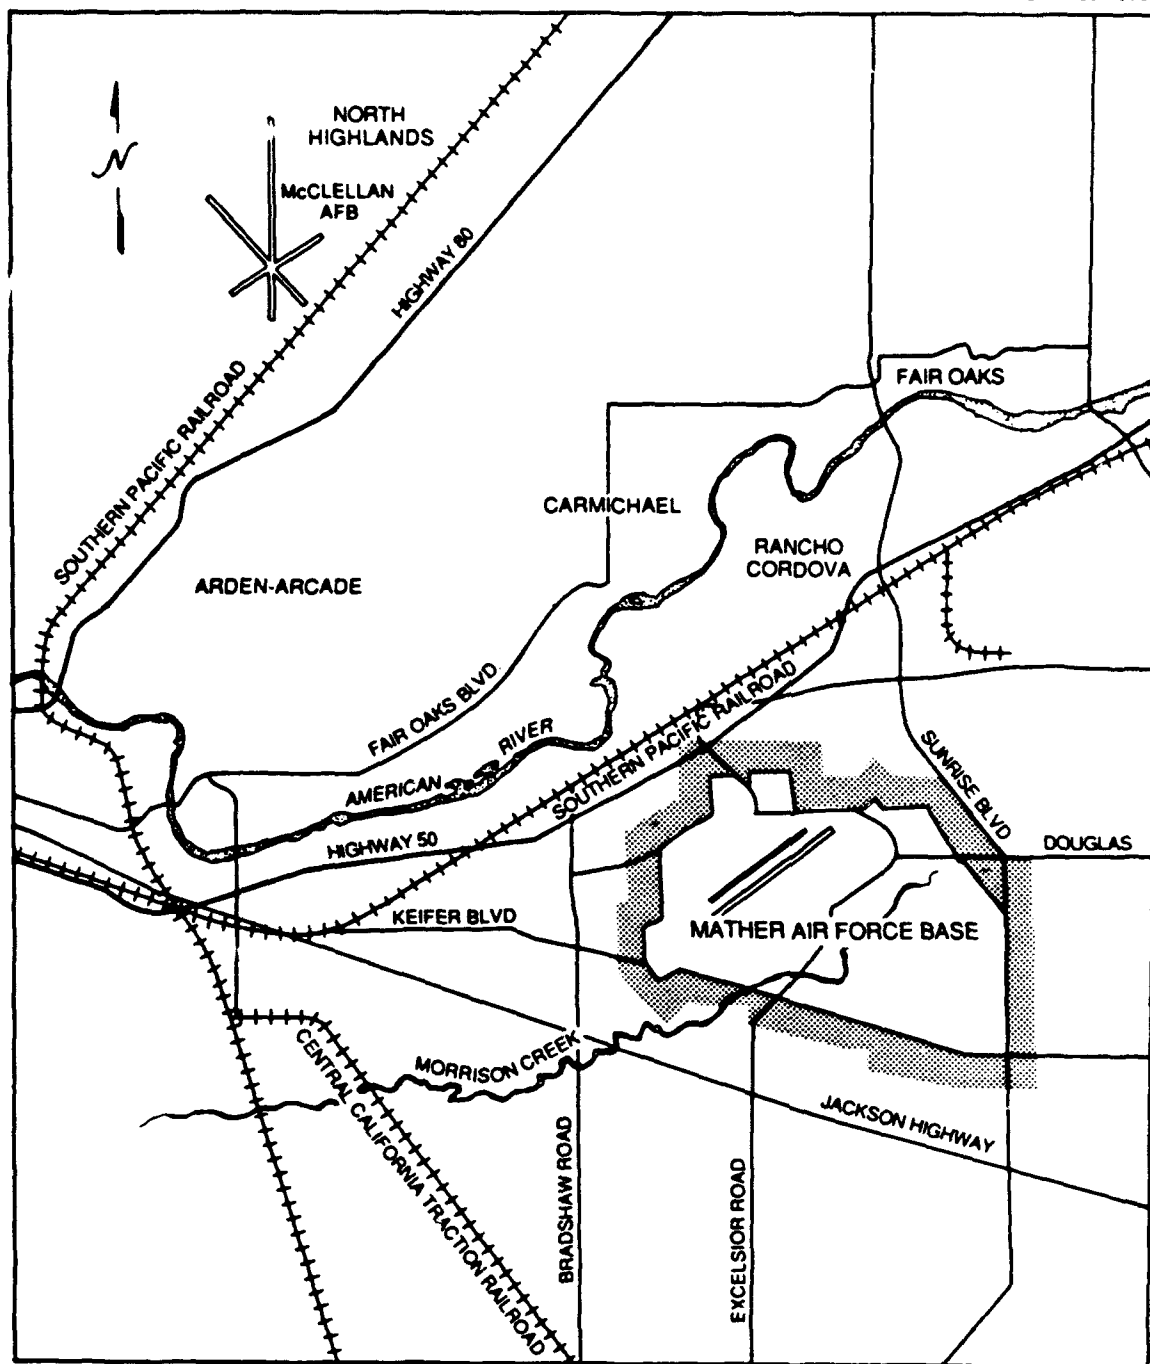 N
NORTH
HIGHLANDS
McCLELLAN
AFB
HIGHWAY 80
SOUTHERN PACIFIC RAILROAD
FAIR OAKS
CARMICHAEL
RANCHO
CORDOVA
ARDEN-ARCADE
FAIR OAKS BLVD
AMERICAN RIVER
SOUTHERN PACIFIC RAILROAD
SUNRISE BLVD
HIGHWAY 50
DOUGLAS
KEIFER BLVD
MATHER AIR FORCE BASE
MORRISON CREEK
CENTRAL CALIFORNIA TRACTION RAILROAD
JACKSON HIGHWAY
BRADSHAW ROAD
EXCELSIOR ROAD